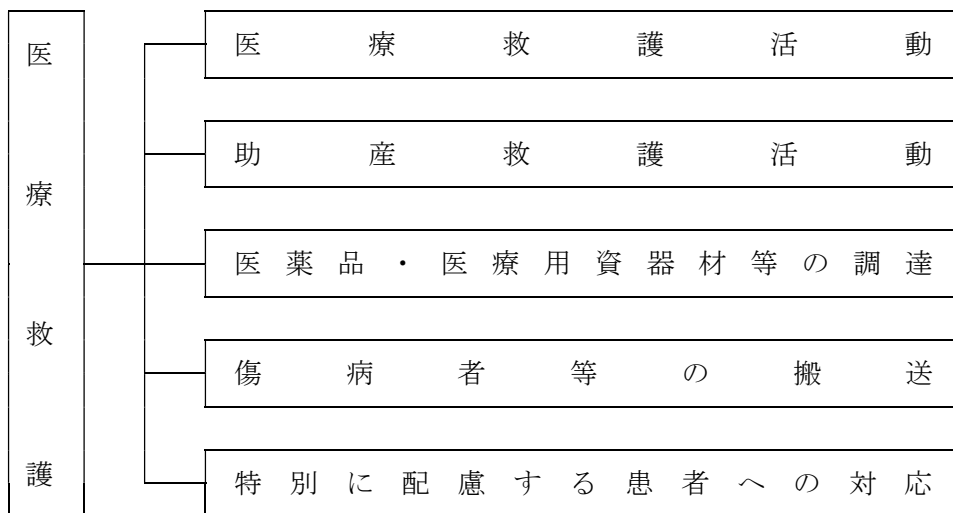 医療救護
医療救護活動
助産救護活動
医薬品・医療用資器材等の調達
傷病者等の搬送
特別に配慮する患者への対応